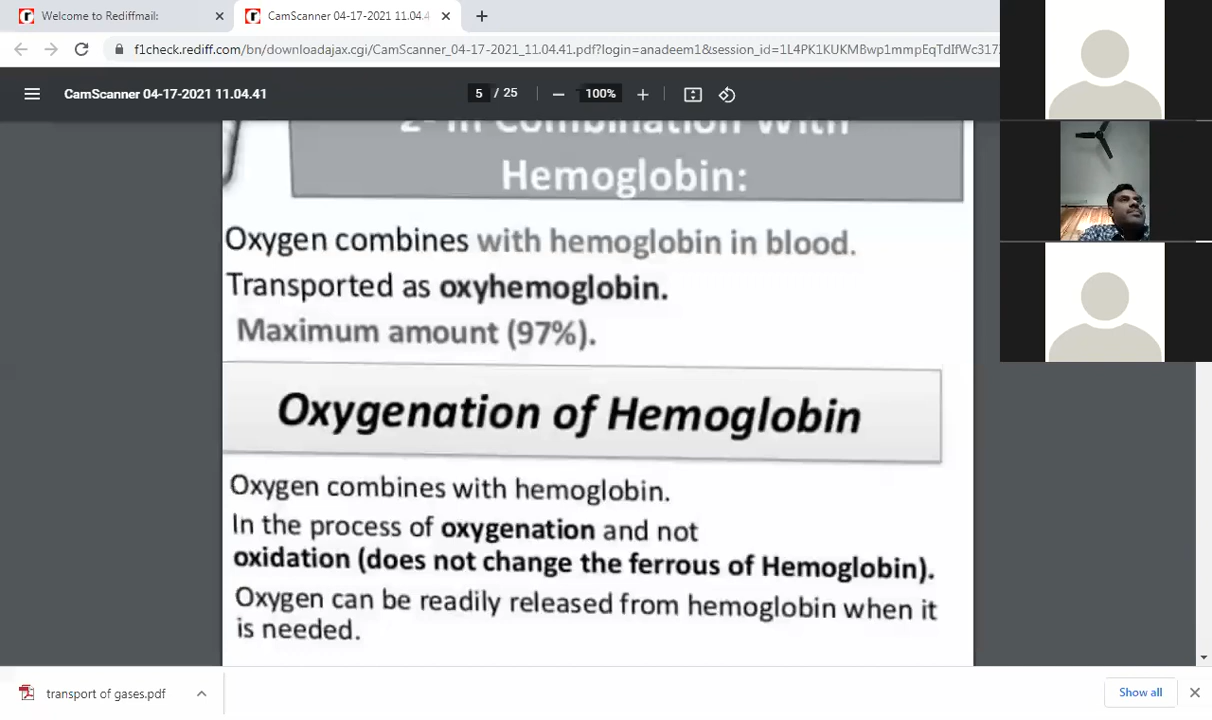 Welcome to Rediffmail:
CamScanner 04-17-2021 11.04.4
f1check.rediff.com/bn/downloadajax.cgi/CamScanner_04-17-2021_11.04.41.pdf?login=anadeem1&session_id=1L4PK1KUKMBwp1mmpEqTdIfWc317
CamScanner 04-17-2021 11.04.41
5 / 25
100%
2- In Combination With
Hemoglobin:
Oxygen combines with hemoglobin in blood.
Transported as oxyhemoglobin.
Maximum amount (97%).
Oxygenation of Hemoglobin
Oxygen combines with hemoglobin.
In the process of oxygenation and not
oxidation (does not change the ferrous of Hemoglobin).
Oxygen can be readily released from hemoglobin when it
is needed.
transport of gases.pdf
Show all